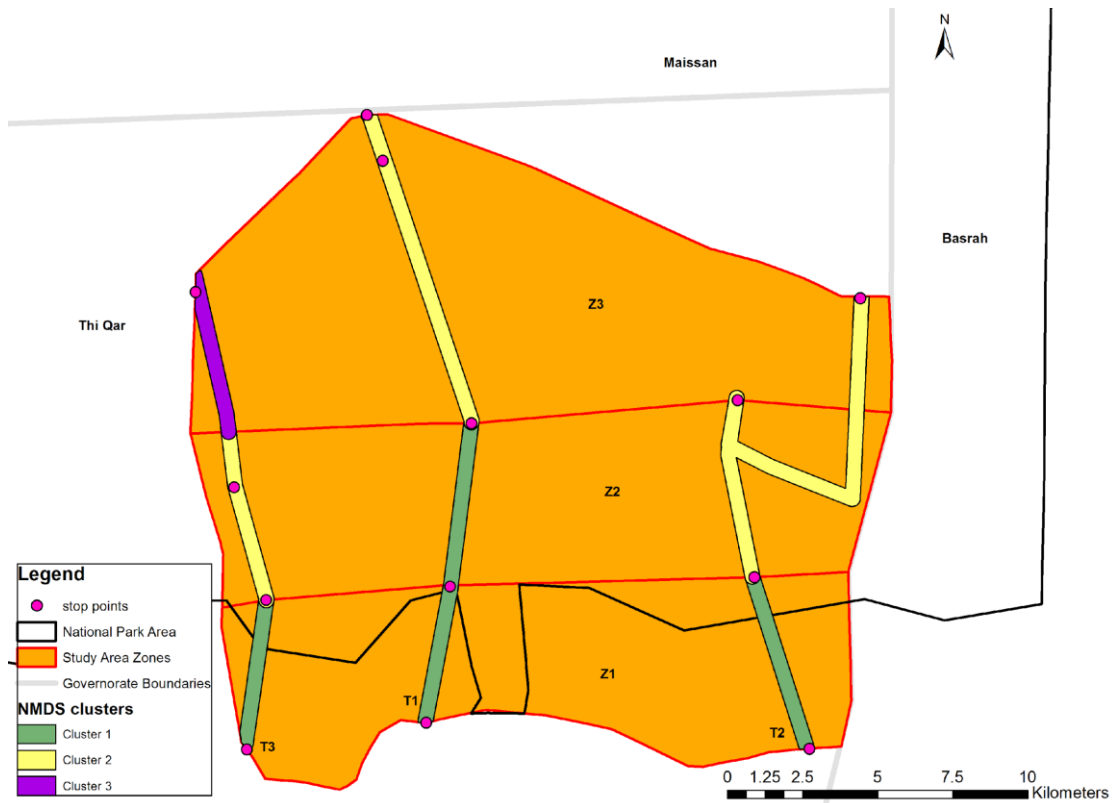 N
Maissan
Basrah
Z3
Thi Qar
Z2
Legend
stop points
National Park Area
Z1
Study Area Zones
Governorate Boundaries
T1
NMDS clusters
T2
Cluster 1
T3
Cluster 2
0 1.25 2.5 5 7.5 10
Kilometers
Cluster 3